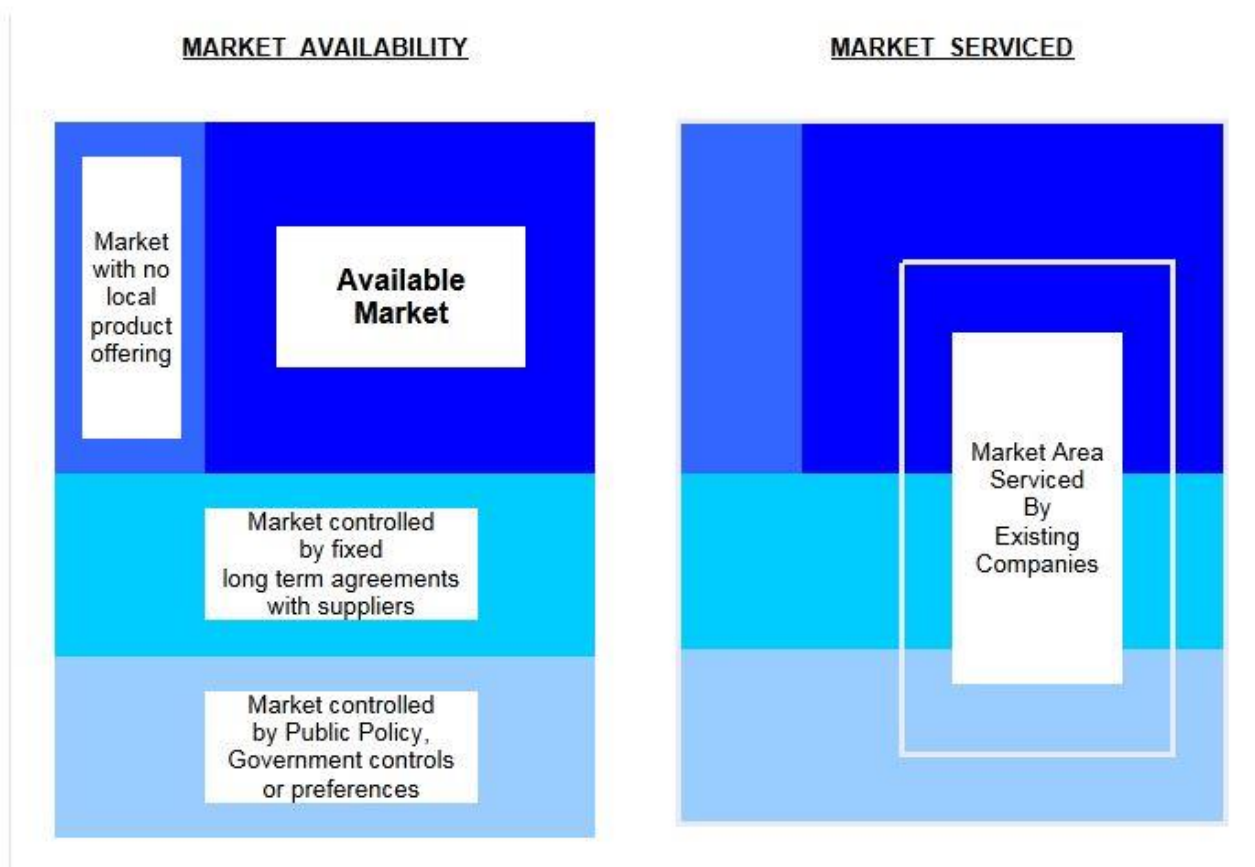 MARKET AVAILABILITY
MARKET SERVICED
Market
with no
local
product
offering
Available
Market
Market controlled
by fixed
long term agreements
with suppliers
Market controlled
by Public Policy,
Government controls
or preferences
Market Area
Serviced
By
Existing
Companies